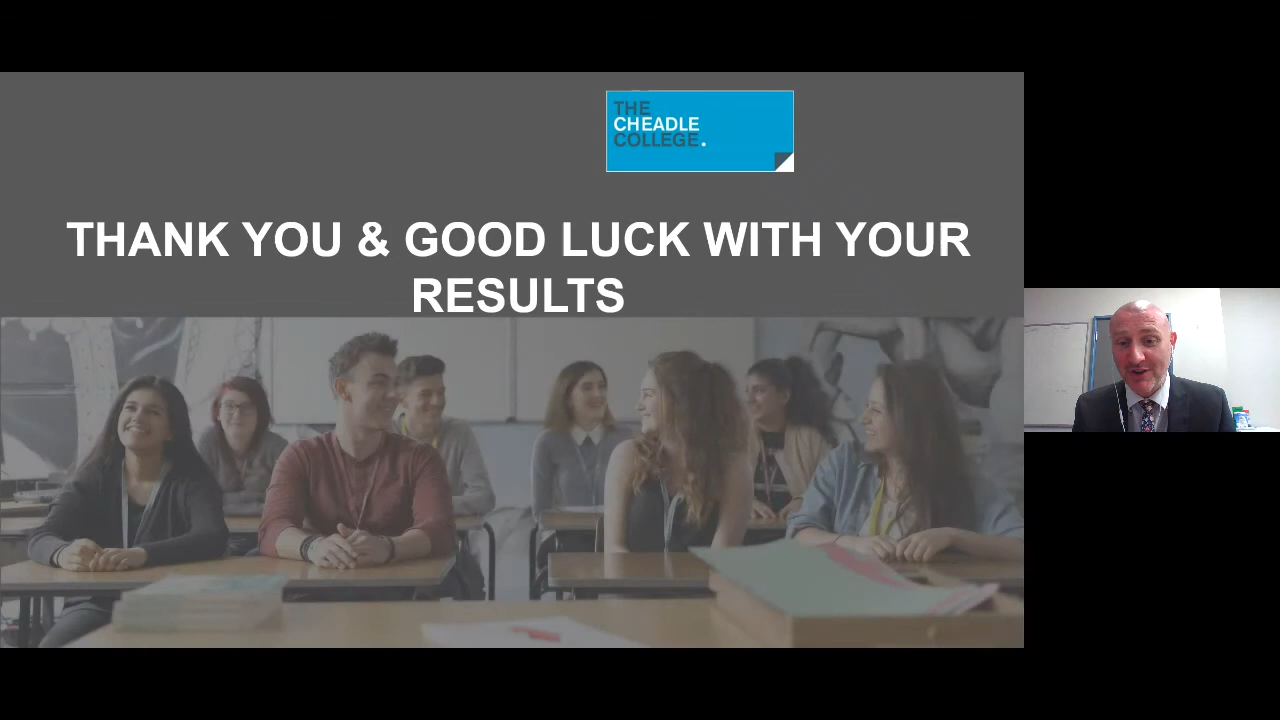 THE
CHEADLE
COLLEGE.
THANK YOU & GOOD LUCK WITH YOUR
RESULTS